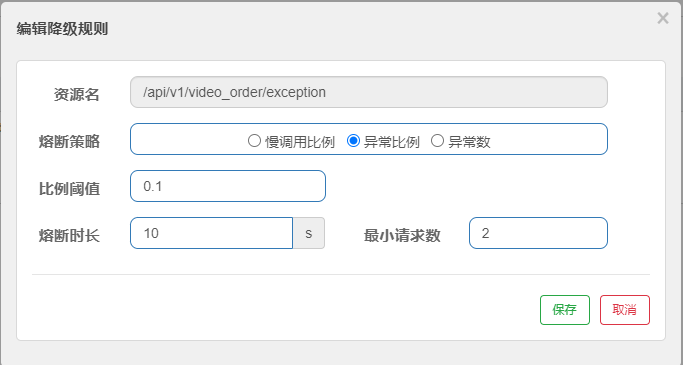 编辑降级规则 ×
资源名 /api/v1/video_order/exception
熔断策略 慢调用比例 异常比例 异常数
比例阈值 0.1
熔断时长 10 s 最小请求数 2
保存 取消